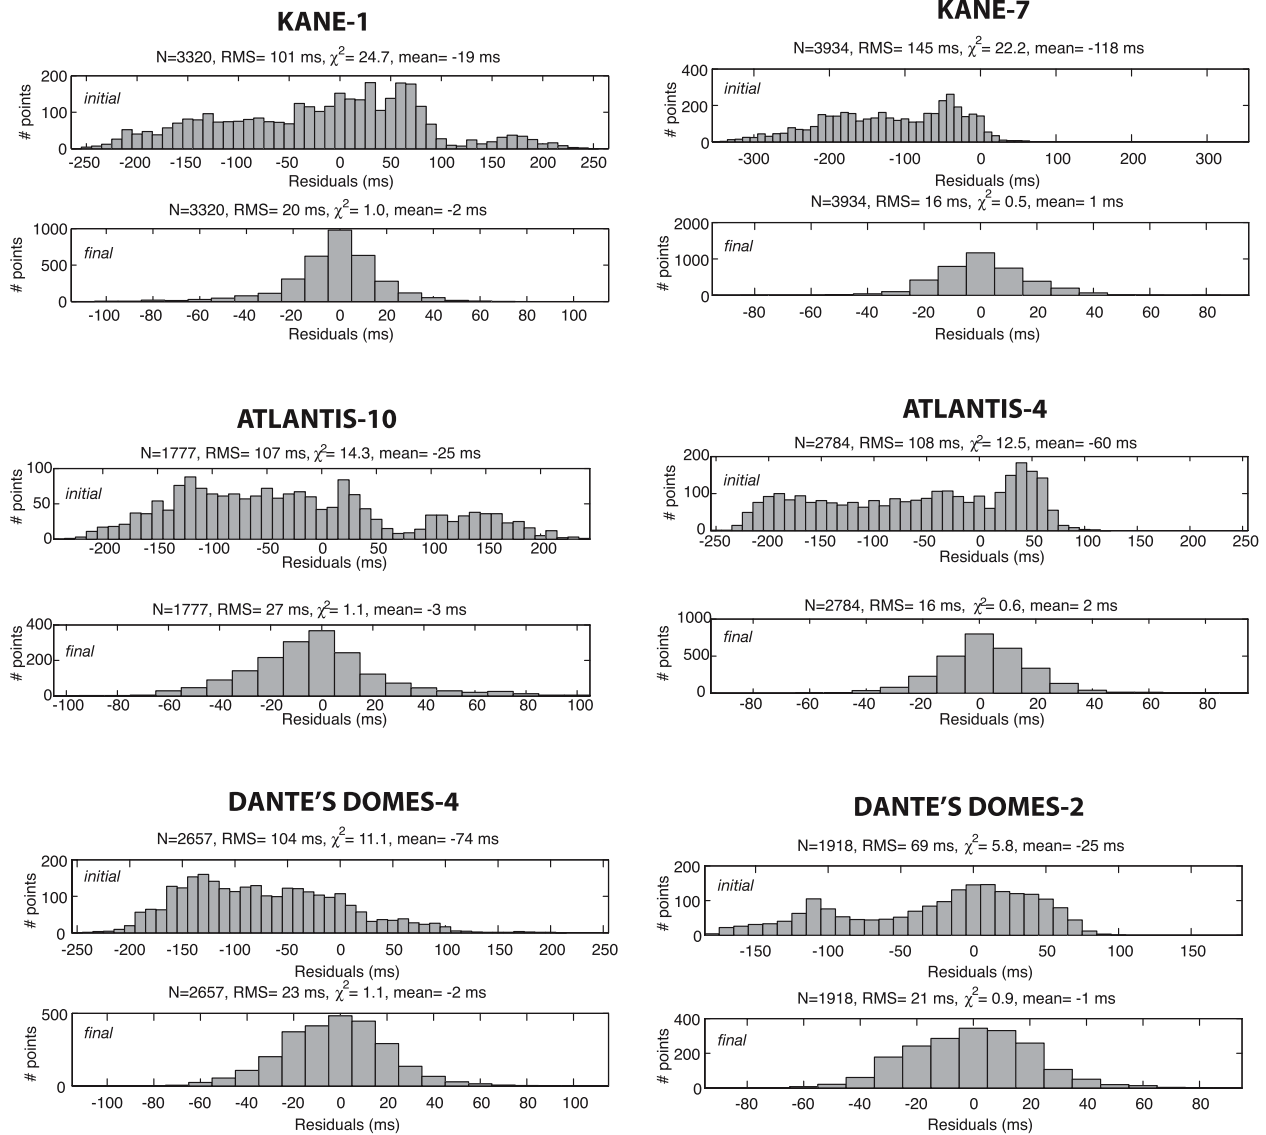 KANE-1
N=3320, RMS= 101 ms, χ²= 24.7, mean= -19 ms
# points
200
100
0
initial
-250 -200 -150 -100 -50 0 50 100 150 200 250
Residuals (ms)
N=3320, RMS= 20 ms, χ²= 1.0, mean= -2 ms
# points
1000
500
0
final
-100 -80 -60 -40 -20 0 20 40 60 80 100
Residuals (ms)
KANE-7
N=3934, RMS= 145 ms, χ²= 22.2, mean= -118 ms
# points
400
200
0
initial
-300 -200 -100 0 100 200 300
Residuals (ms)
N=3934, RMS= 16 ms, χ²= 0.5, mean= 1 ms
# points
2000
1000
0
final
-80 -60 -40 -20 0 20 40 60 80
Residuals (ms)
ATLANTIS-10
N=1777, RMS= 107 ms, χ²= 14.3, mean= -25 ms
# points
100
50
0
initial
-200 -150 -100 -50 0 50 100 150 200
Residuals (ms)
N=1777, RMS= 27 ms, χ²= 1.1, mean= -3 ms
# points
400
200
0
final
-100 -80 -60 -40 -20 0 20 40 60 80 100
Residuals (ms)
ATLANTIS-4
N=2784, RMS= 108 ms, χ²= 12.5, mean= -60 ms
# points
200
100
0
initial
-250 -200 -150 -100 -50 0 50 100 150 200 250
Residuals (ms)
N=2784, RMS= 16 ms, χ²= 0.6, mean= 2 ms
# points
1000
500
0
final
-80 -60 -40 -20 0 20 40 60 80
Residuals (ms)
DANTE’S DOMES-4
N=2657, RMS= 104 ms, χ²= 11.1, mean= -74 ms
# points
200
100
0
initial
-250 -200 -150 -100 -50 0 50 100 150 200 250
Residuals (ms)
N=2657, RMS= 23 ms, χ²= 1.1, mean= -2 ms
# points
500
0
final
-100 -80 -60 -40 -20 0 20 40 60 80 100
Residuals (ms)
DANTE’S DOMES-2
N=1918, RMS= 69 ms, χ²= 5.8, mean= -25 ms
# points
200
100
0
initial
-150 -100 -50 0 50 100 150
Residuals (ms)
N=1918, RMS= 21 ms, χ²= 0.9, mean= -1 ms
# points
400
200
0
final
-80 -60 -40 -20 0 20 40 60 80
Residuals (ms)